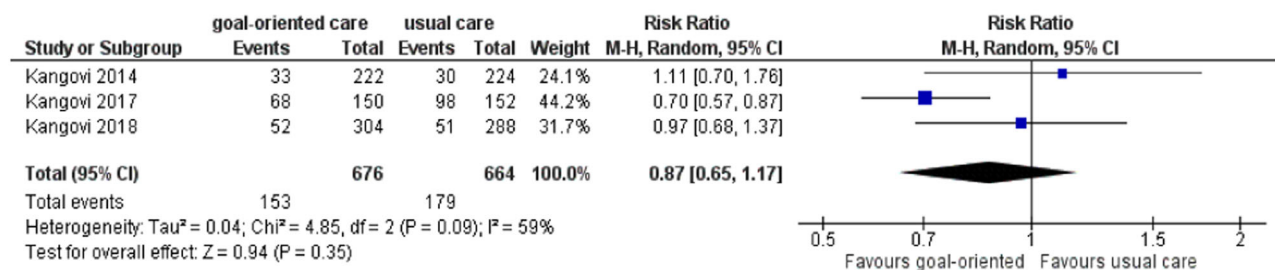 goal-oriented care usual care Risk Ratio Risk Ratio
Study or Subgroup Events Total Events Total Weight M-H, Random, 95% CI M-H, Random, 95% CI
Kangovi 2014 33 222 30 224 24.1% 1.11 [0.70, 1.76]
Kangovi 2017 68 150 98 152 44.2% 0.70 [0.57, 0.87]
Kangovi 2018 52 304 51 288 31.7% 0.97 [0.68, 1.37]
Total (95% CI) 676 664 100.0% 0.87 [0.65, 1.17]
Total events 153 179
Heterogeneity: Tau² = 0.04; Chi² = 4.85, df = 2 (P = 0.09); I² = 59%
Test for overall effect: Z = 0.94 (P = 0.35)
0.5 0.7 1 1.5 2
Favours goal-oriented Favours usual care